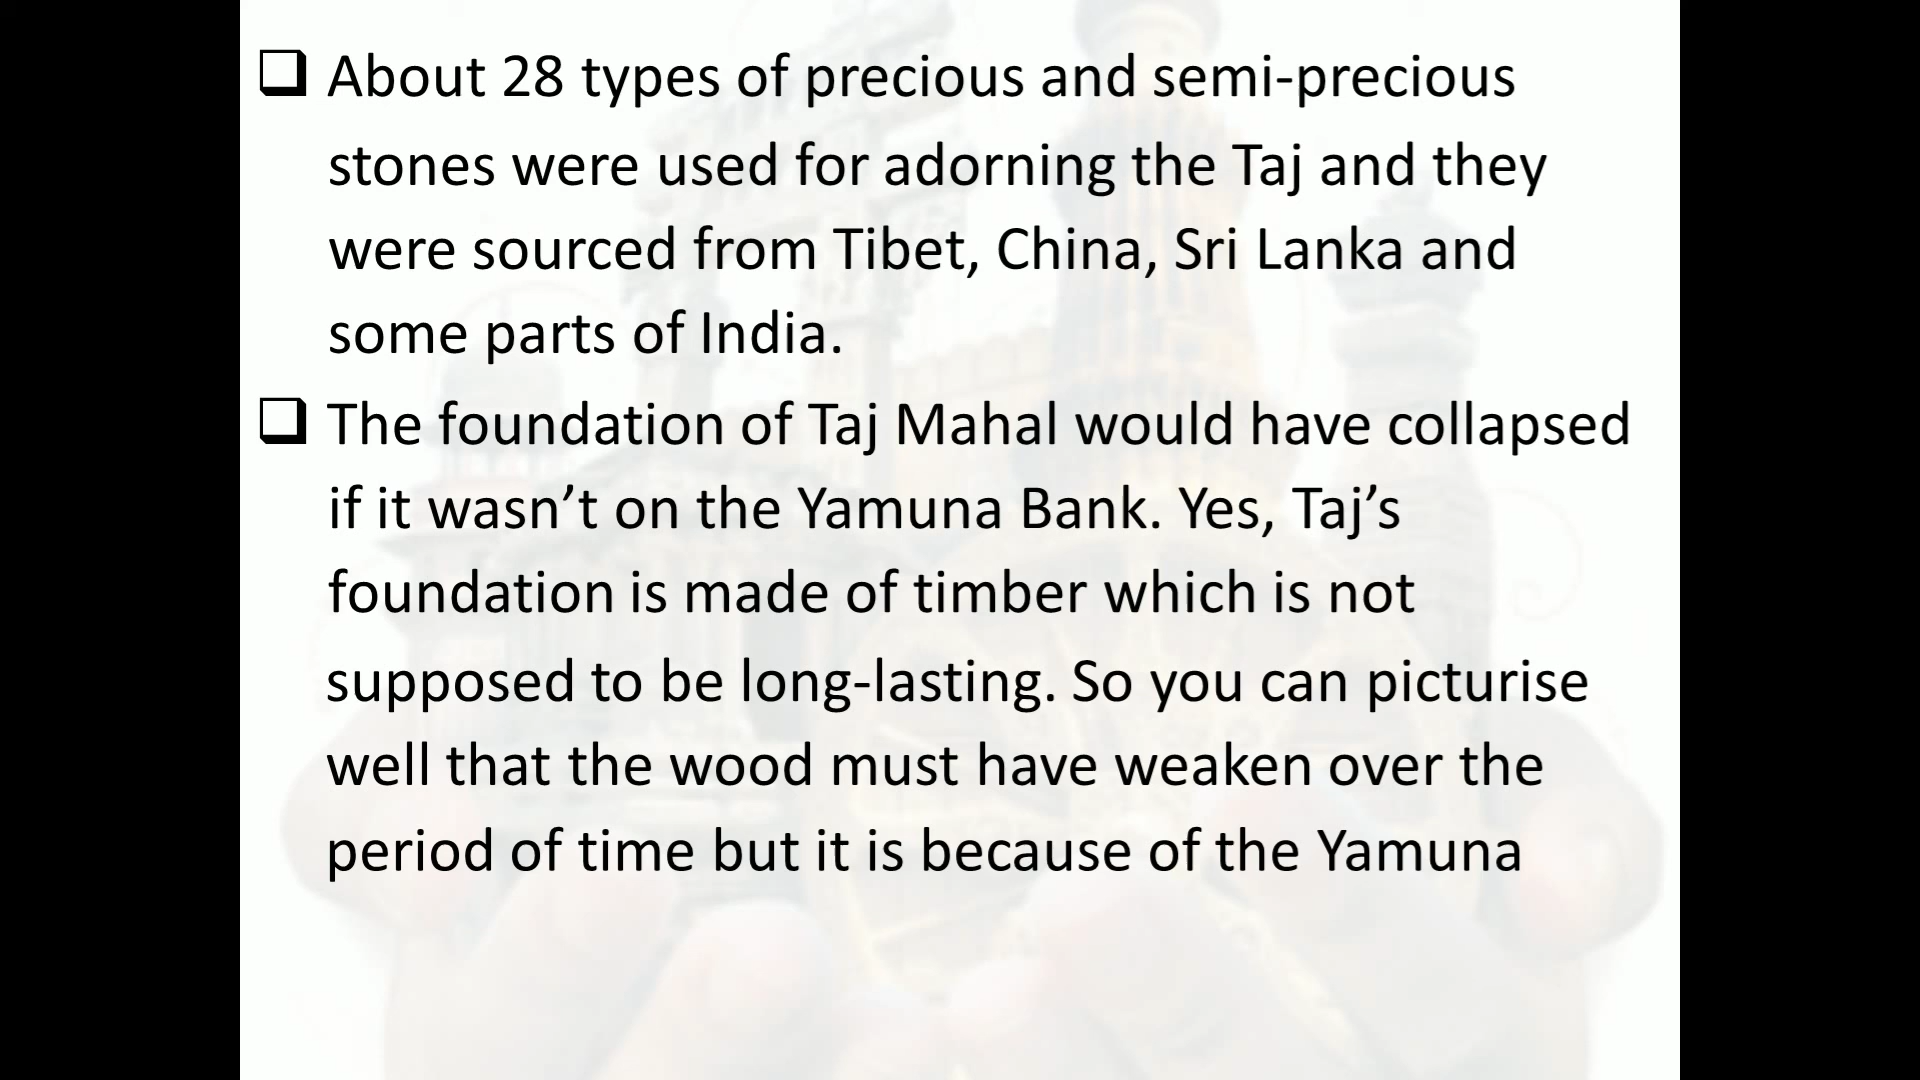 ❑ About 28 types of precious and semi-precious
stones were used for adorning the Taj and they
were sourced from Tibet, China, Sri Lanka and
some parts of India.
❑ The foundation of Taj Mahal would have collapsed
if it wasn’t on the Yamuna Bank. Yes, Taj’s
foundation is made of timber which is not
supposed to be long-lasting. So you can picturise
well that the wood must have weaken over the
period of time but it is because of the Yamuna